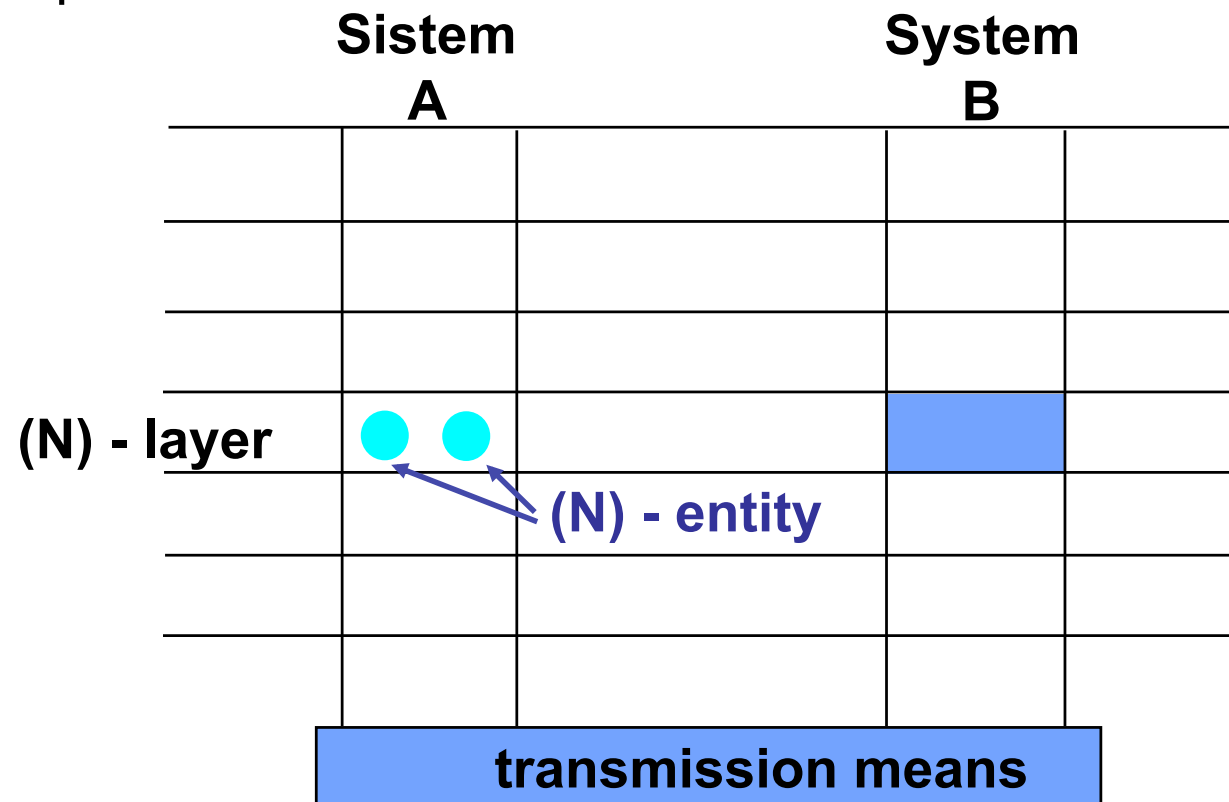 Sistem
A
System
B
(N) - layer
(N) - entity
transmission means